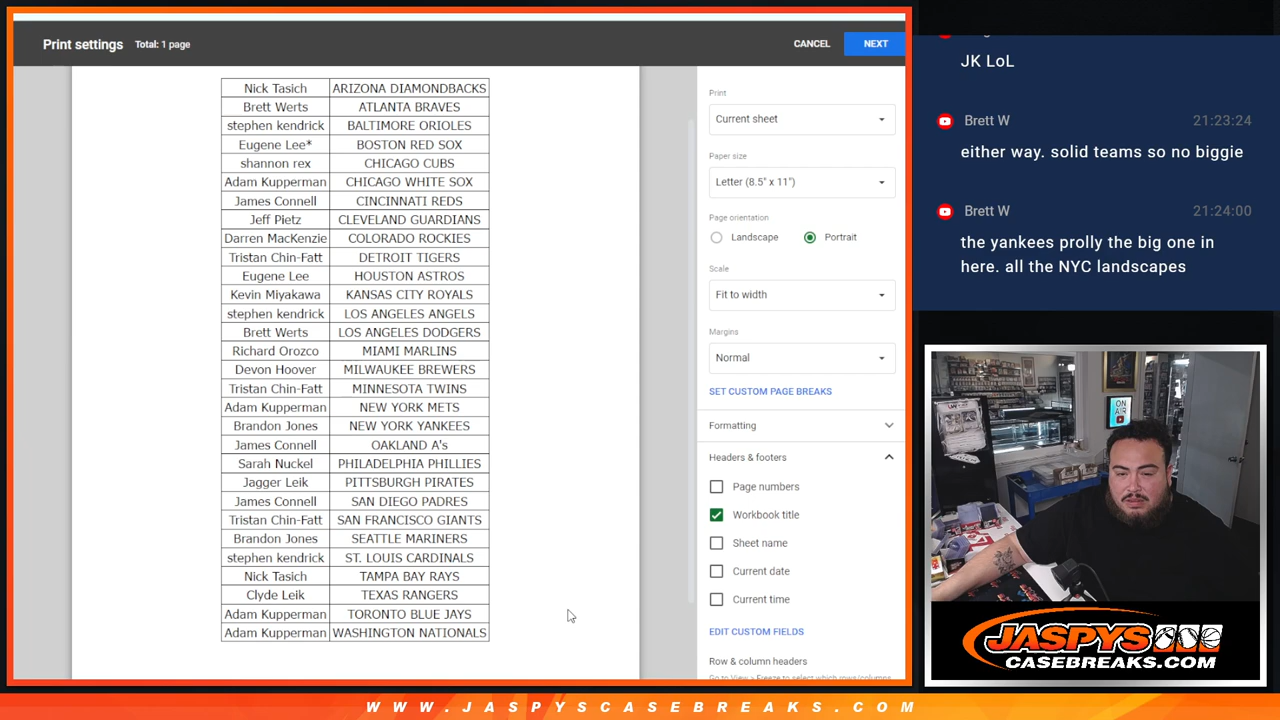 Print settings Total: 1 page
CANCEL
NEXT
Nick Tasich ARIZONA DIAMONDBACKS
Brett Werts ATLANTA BRAVES
stephen kendrick BALTIMORE ORIOLES
Eugene Lee* BOSTON RED SOX
shannon rex CHICAGO CUBS
Adam Kupperman CHICAGO WHITE SOX
James Connell CINCINNATI REDS
Jeff Pietz CLEVELAND GUARDIANS
Darren MacKenzie COLORADO ROCKIES
Tristan Chin-Fatt DETROIT TIGERS
Eugene Lee HOUSTON ASTROS
Kevin Miyakawa KANSAS CITY ROYALS
stephen kendrick LOS ANGELES ANGELS
Brett Werts LOS ANGELES DODGERS
Richard Orozco MIAMI MARLINS
Devon Hoover MILWAUKEE BREWERS
Tristan Chin-Fatt MINNESOTA TWINS
Adam Kupperman NEW YORK METS
Brandon Jones NEW YORK YANKEES
James Connell OAKLAND A's
Sarah Nuckel PHILADELPHIA PHILLIES
Jagger Leik PITTSBURGH PIRATES
James Connell SAN DIEGO PADRES
Tristan Chin-Fatt SAN FRANCISCO GIANTS
Brandon Jones SEATTLE MARINERS
stephen kendrick ST. LOUIS CARDINALS
Nick Tasich TAMPA BAY RAYS
Clyde Leik TEXAS RANGERS
Adam Kupperman TORONTO BLUE JAYS
Adam Kupperman WASHINGTON NATIONALS
Print
Current sheet
Paper size
Letter (8.5" x 11")
Page orientation
Landscape Portrait
Scale
Fit to width
Margins
Normal
SET CUSTOM PAGE BREAKS
Formatting
Headers & footers
Page numbers
Workbook title
Sheet name
Current date
Current time
EDIT CUSTOM FIELDS
Row & column headers
Go to View > Freeze to select which rows/columns
JK LoL
Brett W 21:23:24
either way. solid teams so no biggie
Brett W 21:24:00
the yankees prolly the big one in
here. all the NYC landscapes
ON
AIR
JASPYS
CASEBREAKS.COM
WWW.JASPYSCASEBREAKS.COM